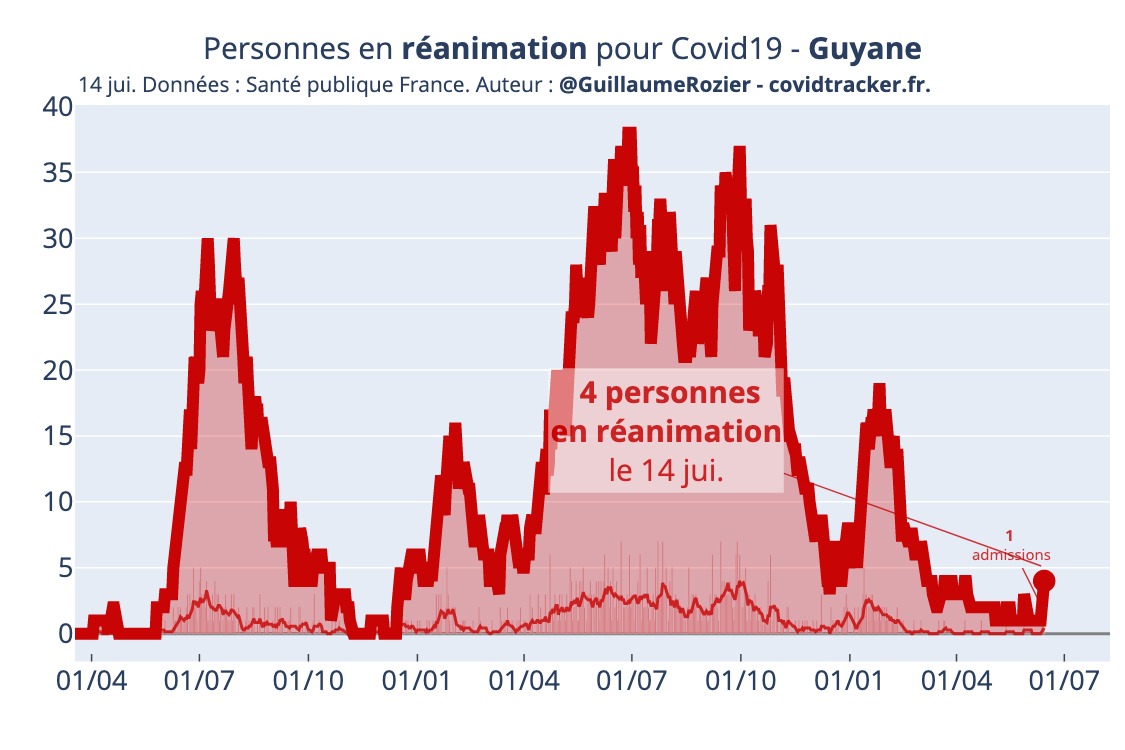 Personnes en réanimation pour Covid19 - Guyane
14 jui. Données : Santé publique France. Auteur : @GuillaumeRozier - covidtracker.fr.
40
35
30
25
20
15
10
5
0
4 personnes
en réanimation
le 14 jui.
1
admissions
01/04 01/07 01/10 01/01 01/04 01/07 01/10 01/01 01/04 01/07